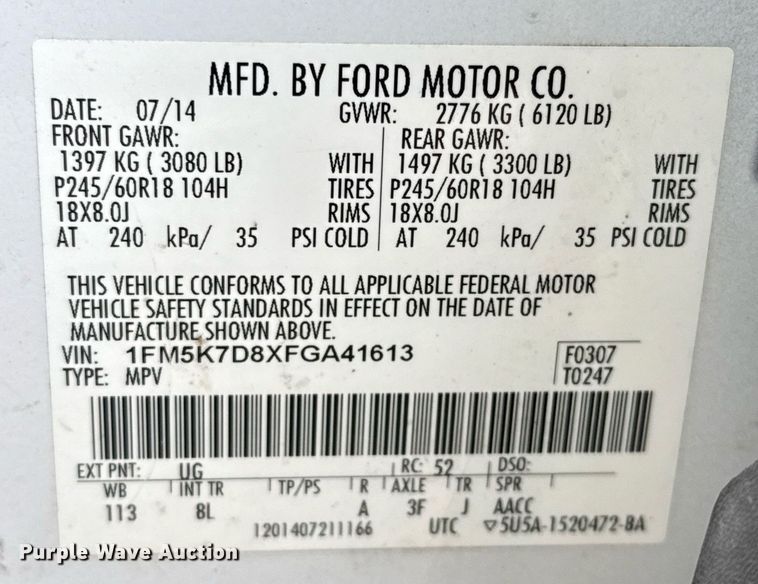 MFD. BY FORD MOTOR CO.
DATE: 07/14 GVWR: 2776 KG ( 6120 LB)
FRONT GAWR: REAR GAWR:
1397 KG ( 3080 LB) WITH 1497 KG ( 3300 LB) WITH
P245/60R18 104H TIRES P245/60R18 104H TIRES
18X8.0J RIMS 18X8.0J RIMS
AT 240 kPa/ 35 PSI COLD AT 240 kPa/ 35 PSI COLD
THIS VEHICLE CONFORMS TO ALL APPLICABLE FEDERAL MOTOR
VEHICLE SAFETY STANDARDS IN EFFECT ON THE DATE OF
MANUFACTURE SHOWN ABOVE.
VIN: 1FM5K7D8XFGA41613 F0307
TYPE: MPV T0247
EXT PNT: UG RC: 52 DSO:
WB INT TR TP/PS R AXLE TR SPR
113 8L A 3F J AACC
1201407211166 UTC ▽5U5A-1520472-BA
Purple Wave Auction